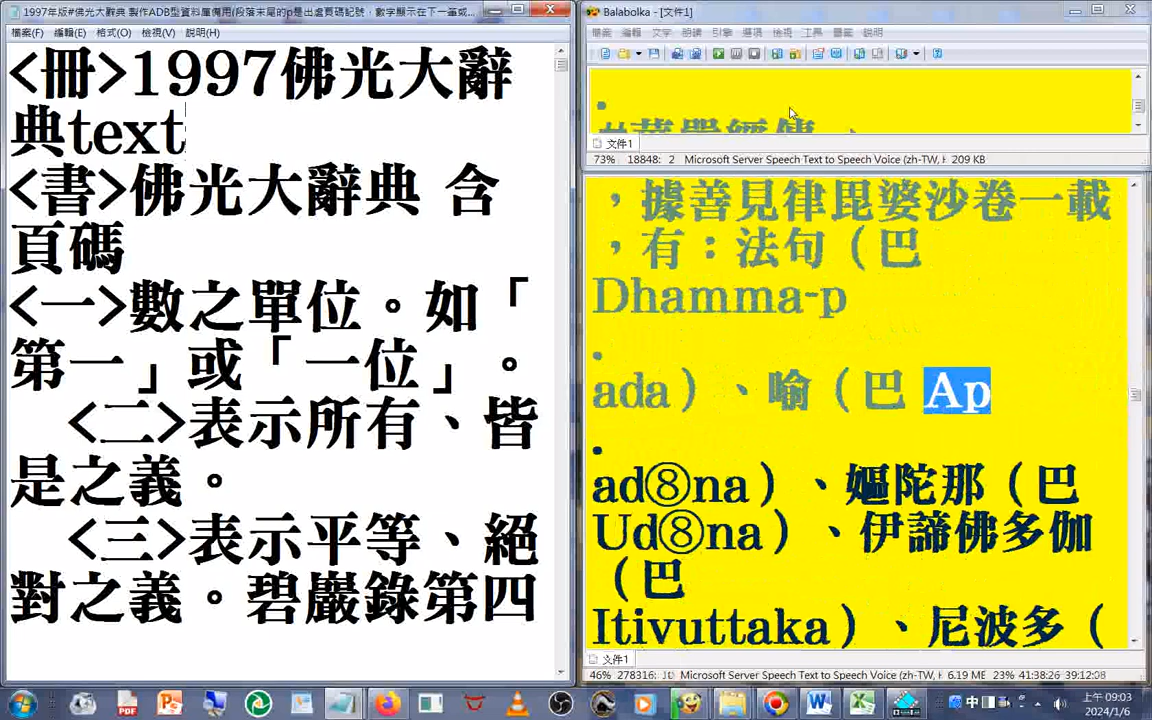 1997年版#佛光大辭典 製作ADB型資料庫備用(段落末尾的p是出處頁碼記號，數字顯示在下一筆或...
檔案(F) 編輯(E) 格式(O) 檢視(V) 說明(H)
<冊>1997佛光大辭
典text
<書>佛光大辭典 含
頁碼
<一>數之單位。如「
第一」或「一位」。
<二>表示所有、皆
是之義。
<三>表示平等、絕
對之義。碧巖錄第四
Balabolka - [文件1]
檔案 編輯 文字 朗讀 引擎 選項 檢視 工具 書籤 說明
.
#華嚴經傳、
文件1
73% 18848: 2 Microsoft Server Speech Text to Speech Voice (zh-TW, H 209 KB
，據善見律毘婆沙卷一載
，有：法句（巴
Dhamma-p
.
ada）、喻（巴 Ap
.
ad⑧na）、嫗陀那（巴
Ud⑧na）、伊諦佛多伽
（巴
Itivuttaka）、尼波多（
文件1
46% 278316: 10 Microsoft Server Speech Text to Speech Voice (zh-TW, H 6.19 ME 23% 41:38:26 39:12:08
中
上午 09:03
2024/1/6